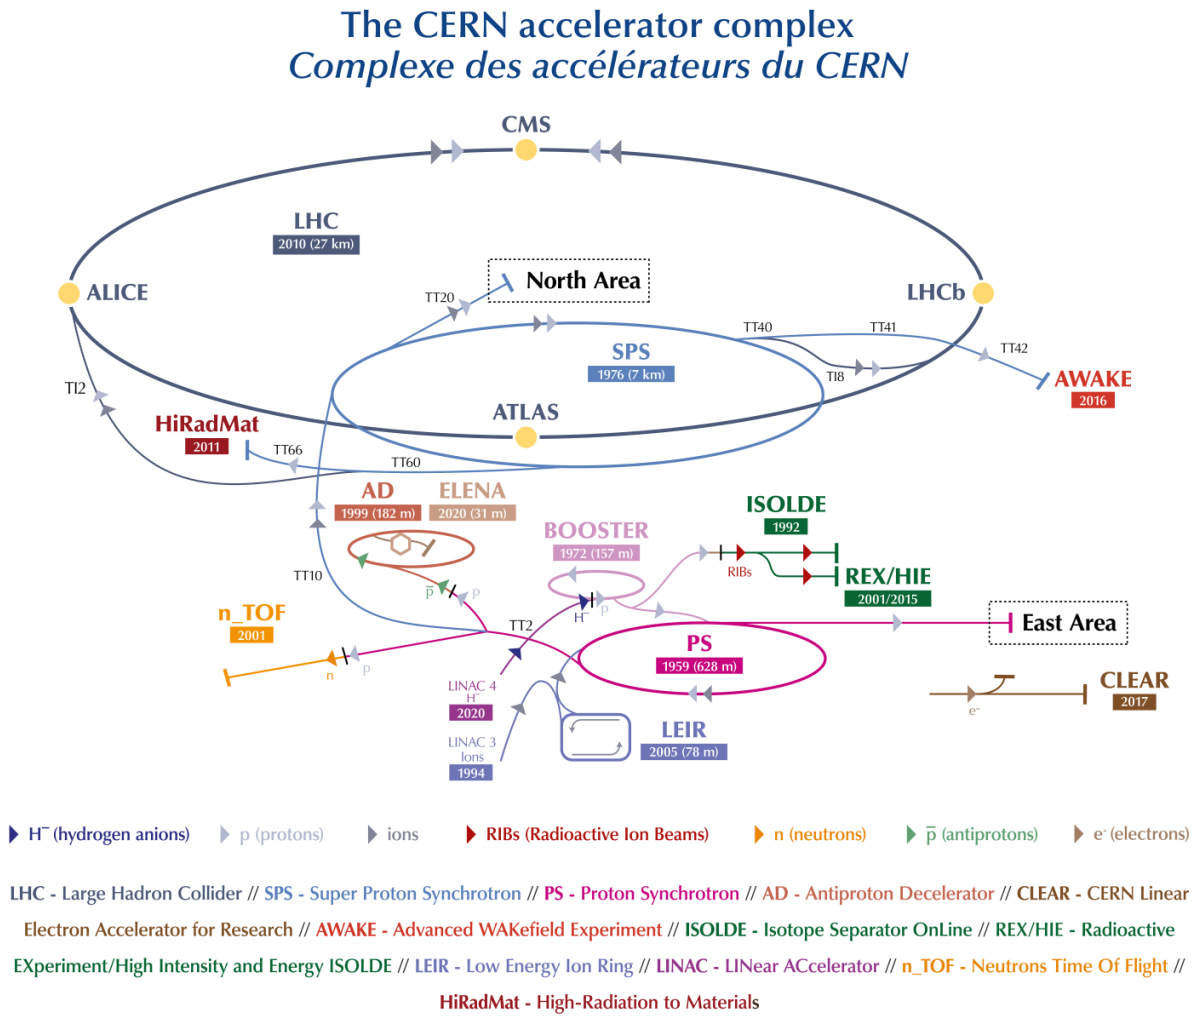 The CERN accelerator complex
Complexe des accélérateurs du CERN
CMS
LHC
2010 (27 km)
North Area
ALICE
LHCb
TT20
TT40
TT41
SPS
1976 (7 km)
TT42
TI8
AWAKE
2016
TI2
ATLAS
HiRadMat
2011
TT66
TT60
AD
1999 (182 m)
ELENA
2020 (31 m)
ISOLDE
1992
BOOSTER
1972 (157 m)
RIBs
REX/HIE
2001/2015
TT10
p̅
p
H⁻
p
n_TOF
2001
TT2
East Area
PS
1959 (628 m)
n
p
LINAC 4
H⁻
2020
CLEAR
2017
e⁻
LEIR
2005 (78 m)
LINAC 3
Ions
1994
H⁻ (hydrogen anions)
p (protons)
ions
RIBs (Radioactive Ion Beams)
n (neutrons)
p̅ (antiprotons)
e⁻ (electrons)
LHC - Large Hadron Collider // SPS - Super Proton Synchrotron // PS - Proton Synchrotron // AD - Antiproton Decelerator // CLEAR - CERN Linear
Electron Accelerator for Research // AWAKE - Advanced WAKefield Experiment // ISOLDE - Isotope Separator OnLine // REX/HIE - Radioactive
EXperiment/High Intensity and Energy ISOLDE // LEIR - Low Energy Ion Ring // LINAC - LINear ACcelerator // n_TOF - Neutrons Time Of Flight //
HiRadMat - High-Radiation to Materials